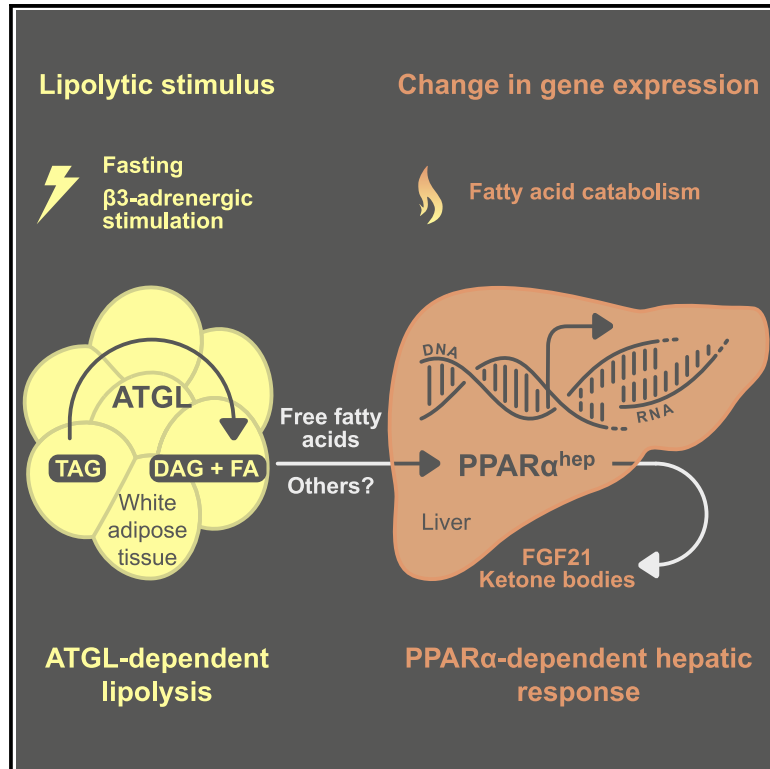 Lipolytic stimulus
Fasting
β3-adrenergic
stimulation
Change in gene expression
Fatty acid catabolism
ATGL
TAG
DAG + FA
White
adipose
tissue
Free fatty
acids
Others?
DNA
RNA
PPARα^hep
Liver
FGF21
Ketone bodies
ATGL-dependent
lipolysis
PPARα-dependent hepatic
response